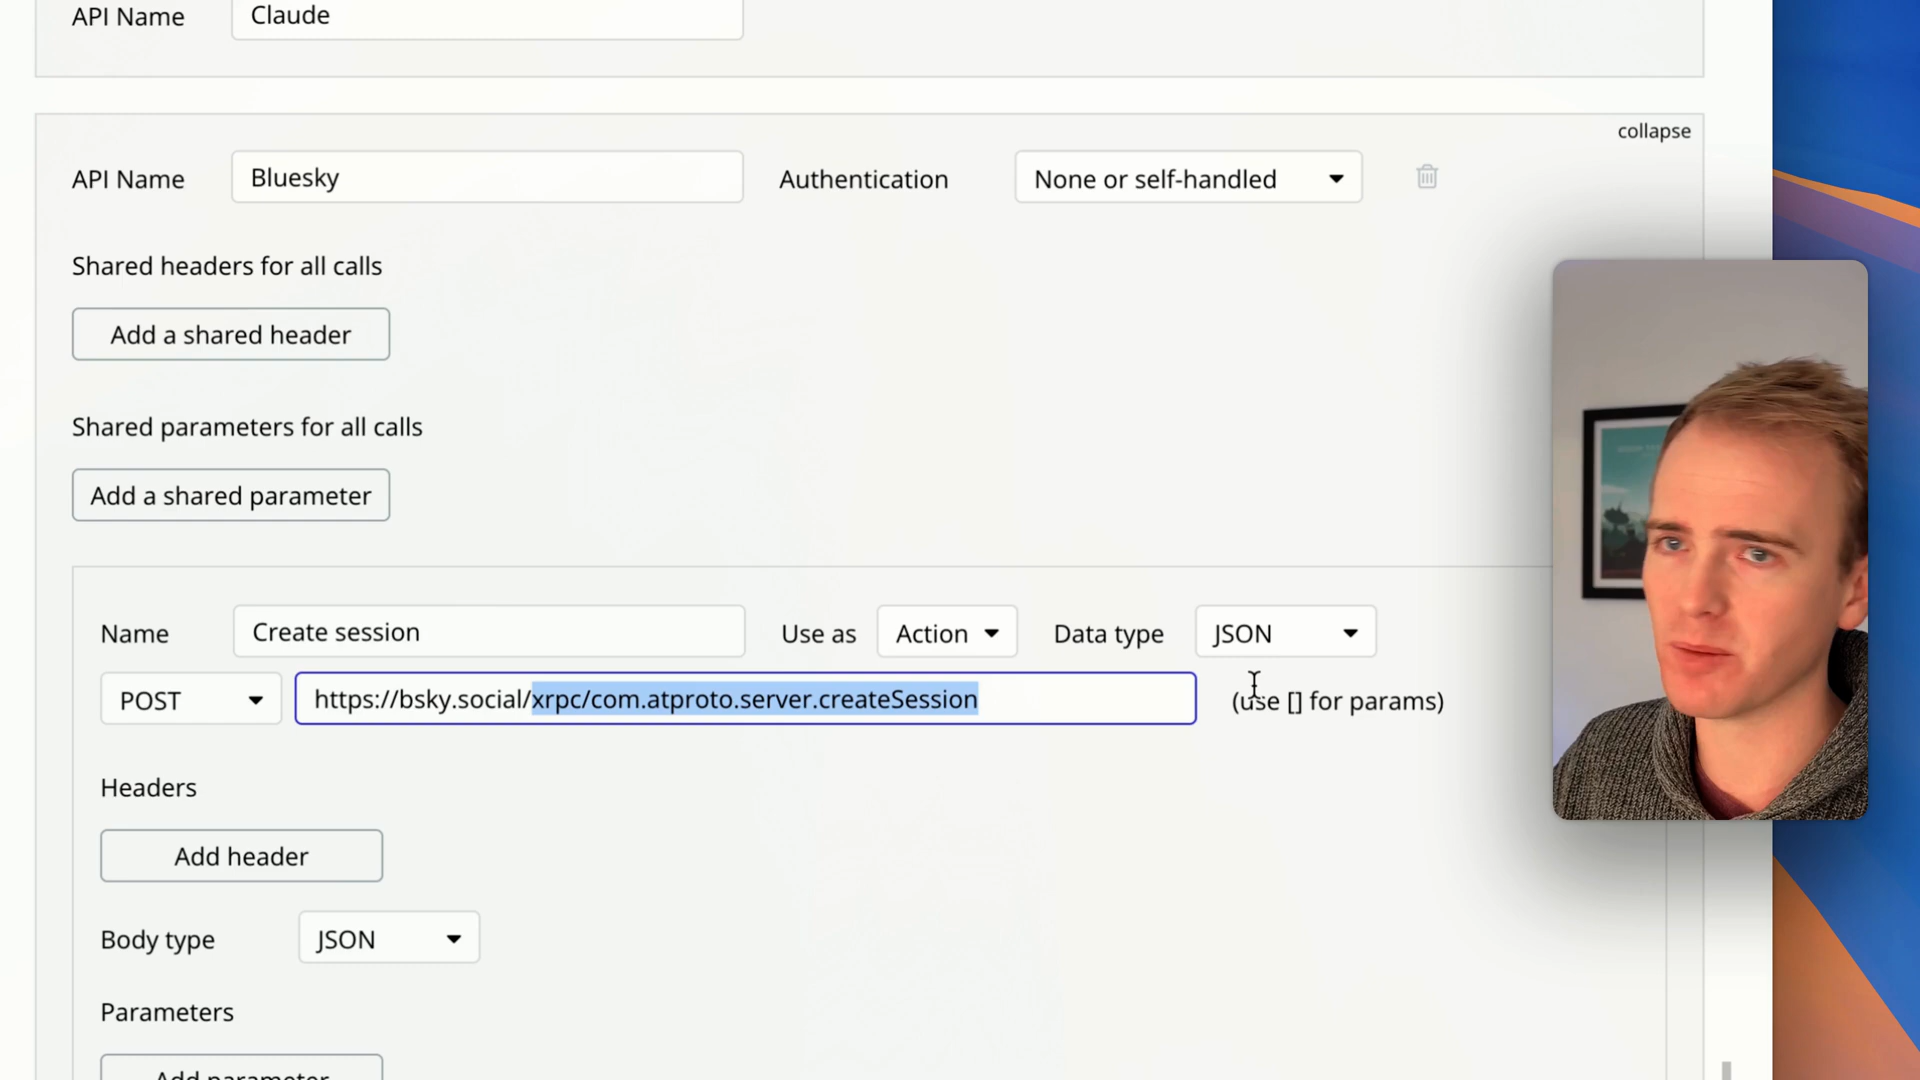 API Name Claude
collapse
API Name Bluesky Authentication None or self-handled
Shared headers for all calls
Add a shared header
Shared parameters for all calls
Add a shared parameter
Name Create session Use as Action Data type JSON
POST https://bsky.social/xrpc/com.atproto.server.createSession (use [] for params)
Headers
Add header
Body type JSON
Parameters
Add parameter